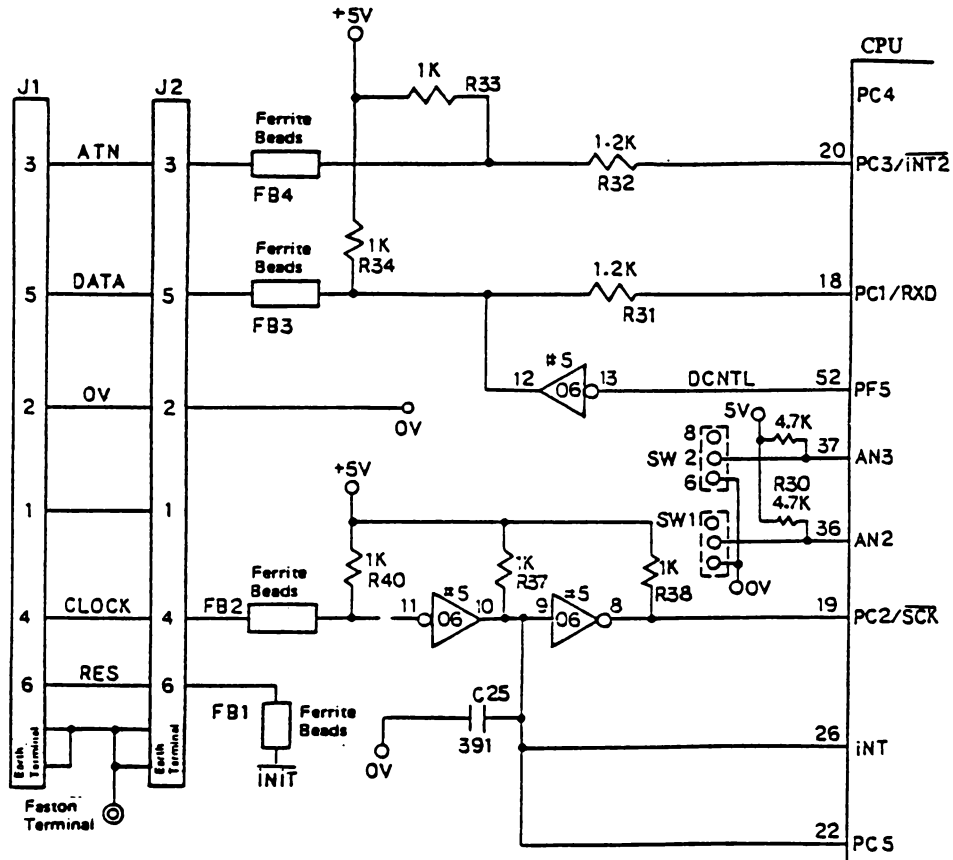 +5V
CPU
J1
J2
1K
R33
PC4
Ferrite
Beads
3
ATN
3
FB4
1.2K
R32
20
PC3/INT2
1K
R34
Ferrite
Beads
5
DATA
5
FB3
1.2K
R31
18
PC1/RXD
#5
12
06
13
DCNTL
52
PF5
2
0V
2
0V
5V
8
4.7K
SW 2
37
AN3
6
R30
4.7K
+5V
1
1
SW1
36
AN2
0V
1K
R40
1K
R37
1K
R38
Ferrite
Beads
4
CLOCK
4
FB2
11
#5
06
10
9
#5
06
8
19
PC2/SCK
6
RES
6
FB1
Ferrite
Beads
INIT
C25
391
0V
26
iNT
Earth
Terminal
Earth
Terminal
Faston
Terminal
22
PC5